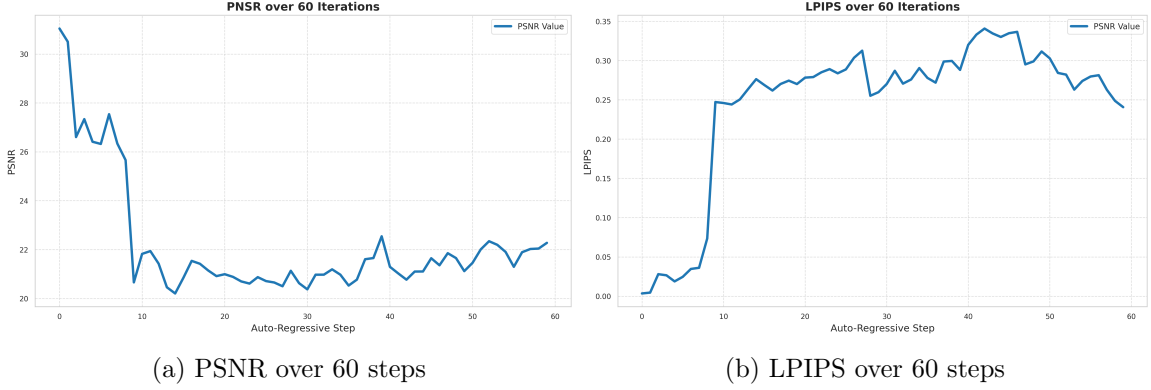 PNSR over 60 Iterations
PSNR Value
30
28
26
24
22
20
PSNR
0
10
20
30
40
50
60
Auto-Regressive Step
(a) PSNR over 60 steps
LPIPS over 60 Iterations
PSNR Value
0.35
0.30
0.25
0.20
0.15
0.10
0.05
0.00
LPIPS
0
10
20
30
40
50
60
Auto-Regressive Step
(b) LPIPS over 60 steps